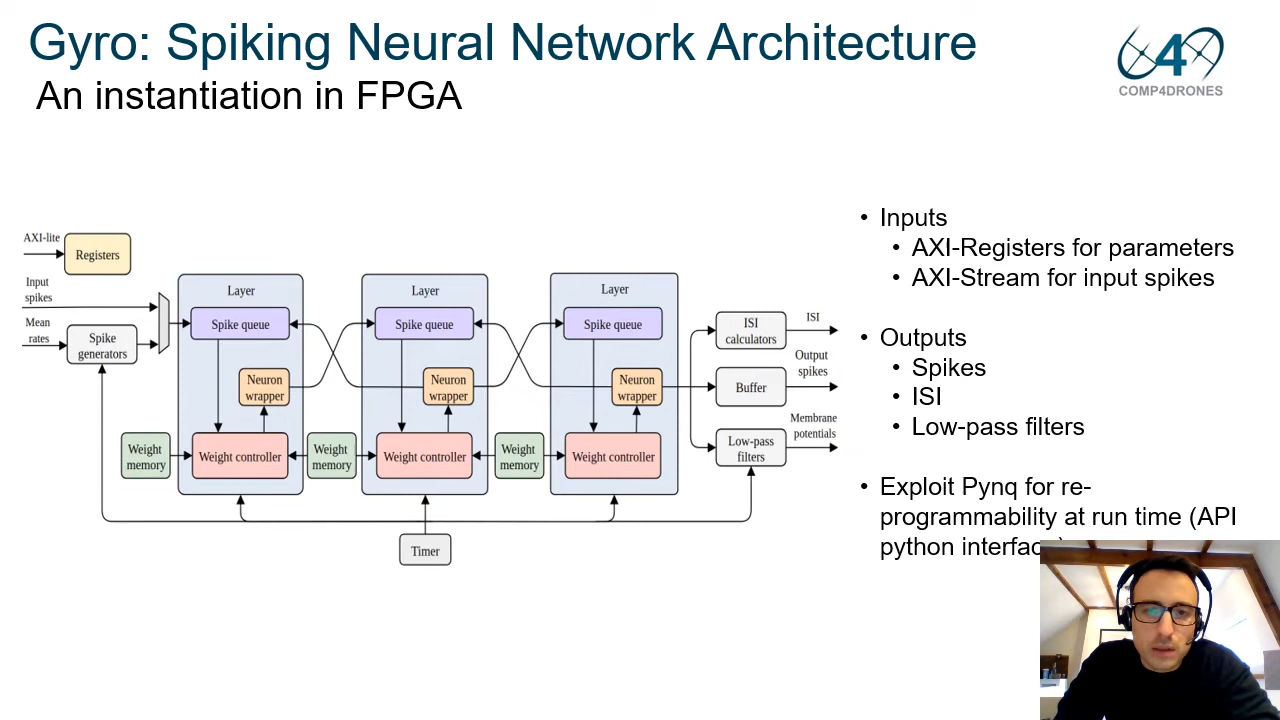 Gyro: Spiking Neural Network Architecture
An instantiation in FPGA
C4D
COMP4DRONES
AXI-lite
Registers
Input
spikes
Mean
rates
Spike
generators
Layer
Spike queue
Neuron
wrapper
Weight
memory
Weight controller
Layer
Spike queue
Neuron
wrapper
Weight
memory
Weight controller
Layer
Spike queue
Neuron
wrapper
Weight
memory
Weight controller
Timer
ISI
calculators
ISI
Buffer
Output
spikes
Low-pass
filters
Membrane
potentials
• Inputs
• AXI-Registers for parameters
• AXI-Stream for input spikes
• Outputs
• Spikes
• ISI
• Low-pass filters
• Exploit Pynq for re-
programmability at run time (API
python